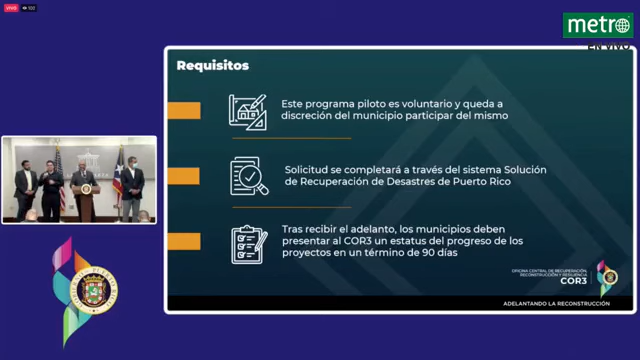 VIVO
102
metro
EN VIVO
Requisitos
Este programa piloto es voluntario y queda a
discreción del municipio participar del mismo
Solicitud se completará a través del sistema Solución
de Recuperación de Desastres de Puerto Rico
Tras recibir el adelanto, los municipios deben
presentar al COR3 un estatus del progreso de los
proyectos en un término de 90 días
OFICINA CENTRAL DE RECUPERACIÓN,
RECONSTRUCCIÓN Y RESILIENCIA
COR3
ADELANTANDO LA RECONSTRUCCIÓN